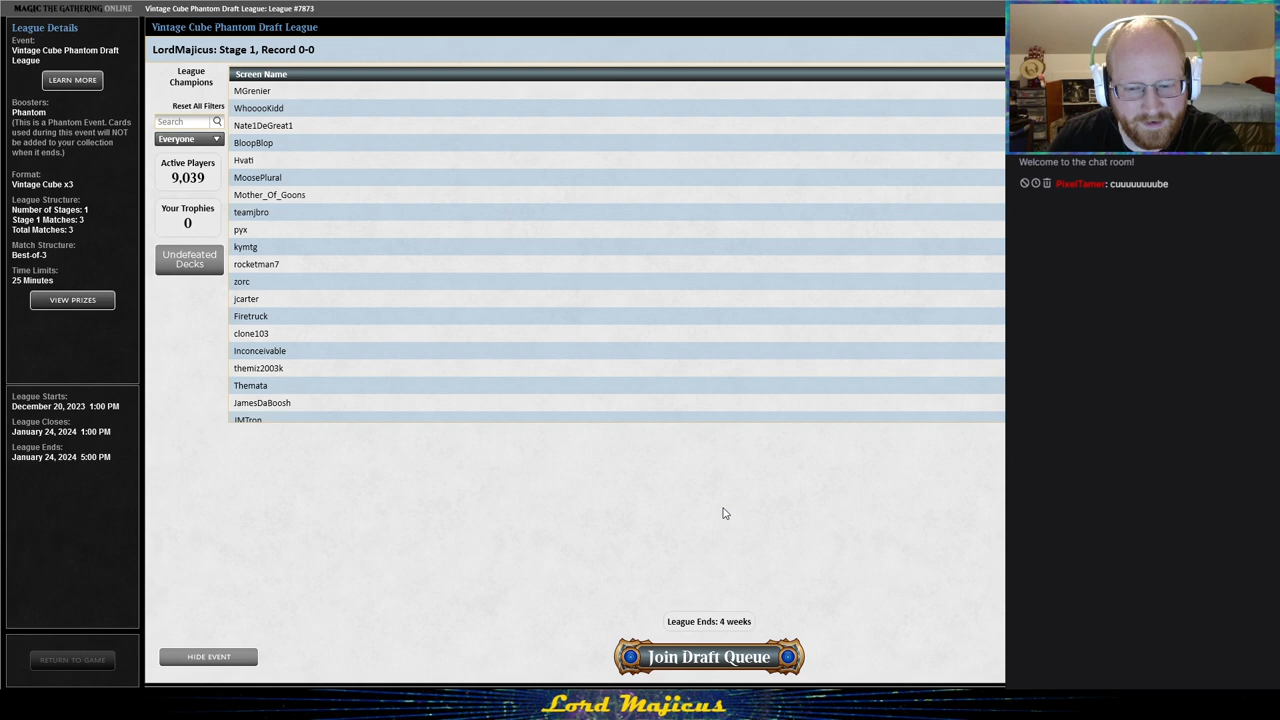 MAGIC THE GATHERING ONLINE
Vintage Cube Phantom Draft League: League #7873
League Details
Event:
Vintage Cube Phantom Draft
League
LEARN MORE
Boosters:
Phantom
(This is a Phantom Event. Cards
used during this event will NOT
be added to your collection
when it ends.)
Format:
Vintage Cube x3
League Structure:
Number of Stages: 1
Stage 1 Matches: 3
Total Matches: 3
Match Structure:
Best-of-3
Time Limits:
25 Minutes
VIEW PRIZES
League Starts:
December 20, 2023 1:00 PM
League Closes:
January 24, 2024 1:00 PM
League Ends:
January 24, 2024 5:00 PM
RETURN TO GAME
Vintage Cube Phantom Draft League
LordMajicus: Stage 1, Record 0-0
League
Champions
Reset All Filters
Search
Everyone
Active Players
9,039
Your Trophies
0
Undefeated
Decks
Screen Name
MGrenier
WhooooKidd
Nate1DeGreat1
BloopBlop
Hvati
MoosePlural
Mother_Of_Goons
teamjbro
pyx
kymtg
rocketman7
zorc
jcarter
Firetruck
clone103
Inconceivable
themiz2003k
Themata
JamesDaBoosh
JMTron
League Ends: 4 weeks
HIDE EVENT
Join Draft Queue
Welcome to the chat room!
PixelTamer: cuuuuuuuube
Lord Majicus